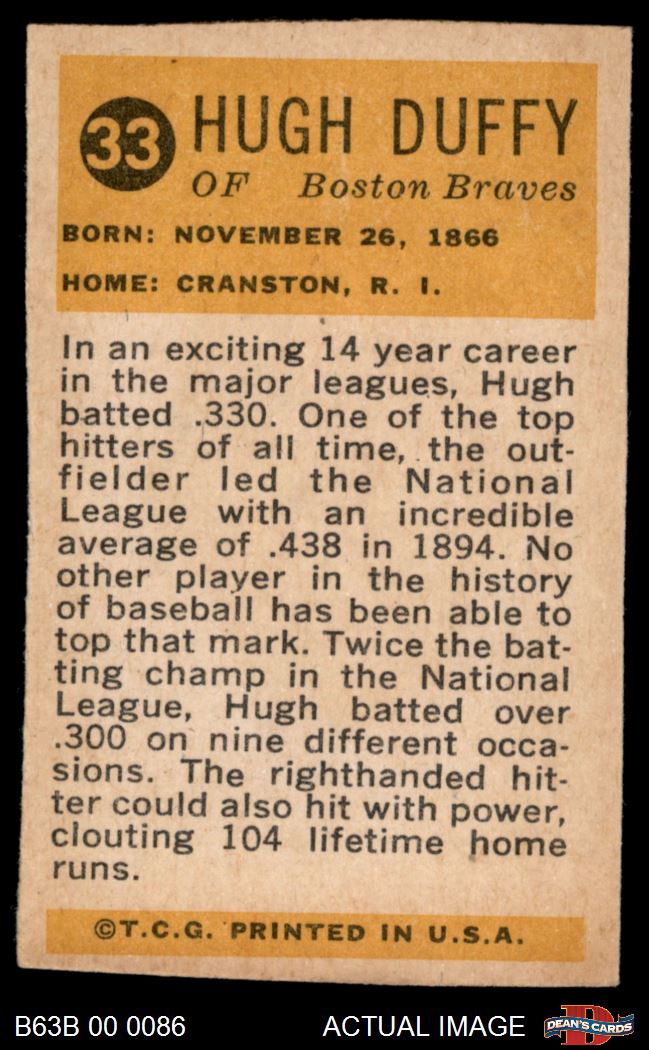 33
HUGH DUFFY
OF Boston Braves
BORN: NOVEMBER 26, 1866
HOME: CRANSTON, R. I.
In an exciting 14 year career
in the major leagues, Hugh
batted .330. One of the top
hitters of all time, the out-
fielder led the National
League with an incredible
average of .438 in 1894. No
other player in the history
of baseball has been able to
top that mark. Twice the bat-
ting champ in the National
League, Hugh batted over
.300 on nine different occa-
sions. The righthanded hit-
ter could also hit with power,
clouting 104 lifetime home
runs.
©T.C.G. PRINTED IN U.S.A.
B63B 00 0086 ACTUAL IMAGE
D
DEAN'S CARDS